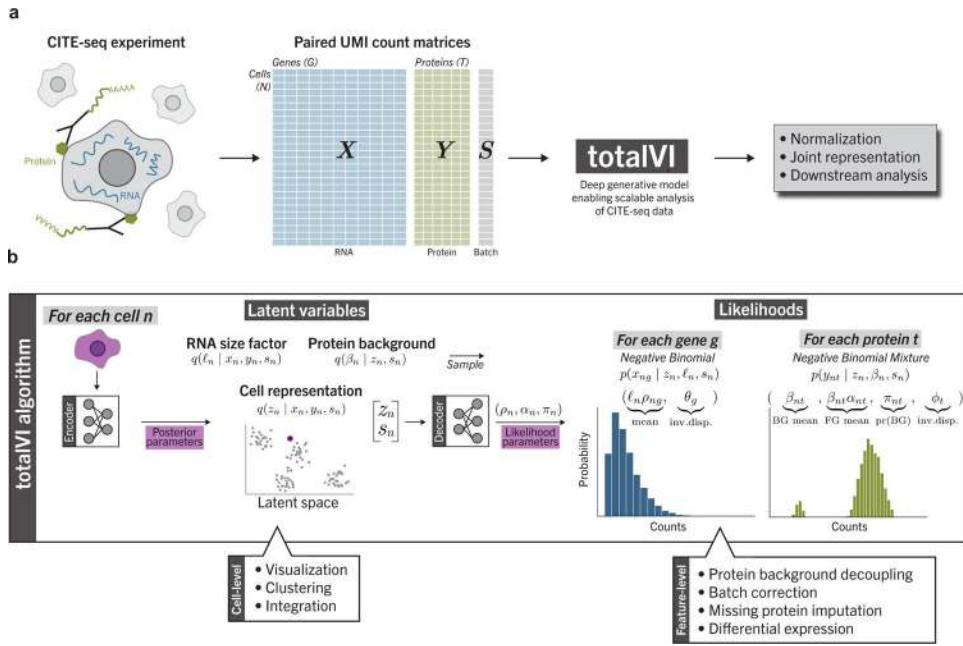 a
CITE-seq experiment
AAAAA
Protein
RNA
Paired UMI count matrices
Genes (G)
Proteins (T)
Cells
(N)
X
Y
S
RNA
Protein
Batch
totalVI
Deep generative model
enabling scalable analysis
of CITE-seq data
• Normalization
• Joint representation
• Downstream analysis
b
totalVI algorithm
For each cell n
Encoder
Posterior
parameters
Latent variables
RNA size factor
q(ℓₙ | xₙ, yₙ, sₙ)
Protein background
q(βₙ | zₙ, sₙ)
Sample
Cell representation
q(zₙ | xₙ, yₙ, sₙ)
Latent space
[zₙ
sₙ]
Decoder
(ρₙ, αₙ, πₙ)
Likelihood
parameters
Likelihoods
For each gene g
Negative Binomial
p(xₙg | zₙ, ℓₙ, sₙ)
(ℓₙρₙg, θg)
mean inv.disp.
Probability
Counts
For each protein t
Negative Binomial Mixture
p(yₙₜ | zₙ, βₙ, sₙ)
(βₙₜ, βₙₜαₙₜ, πₙₜ, ϕₜ)
BG mean FG mean pr(BG) inv.disp.
Counts
Cell-level
• Visualization
• Clustering
• Integration
Feature-level
• Protein background decoupling
• Batch correction
• Missing protein imputation
• Differential expression